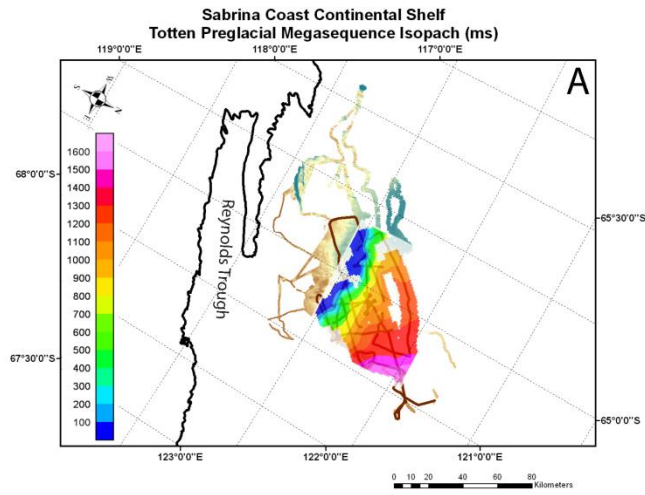 Sabrina Coast Continental Shelf
Totten Preglacial Megasequence Isopach (ms)
119°0'0"E 118°0'0"E 117°0'0"E
A
S W E N
1600
1500
1400
1300
1200
1100
1000
900
800
700
600
500
400
300
200
100
Reynolds Trough
68°0'0"S
67°30'0"S
65°30'0"S
65°0'0"S
123°0'0"E 122°0'0"E 121°0'0"E
0 10 20 40 60 80
Kilometers